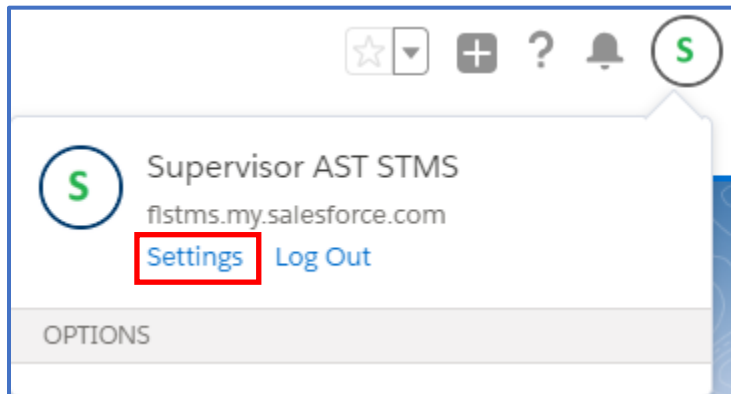 S
S
Supervisor AST STMS
flstms.my.salesforce.com
Settings Log Out
OPTIONS